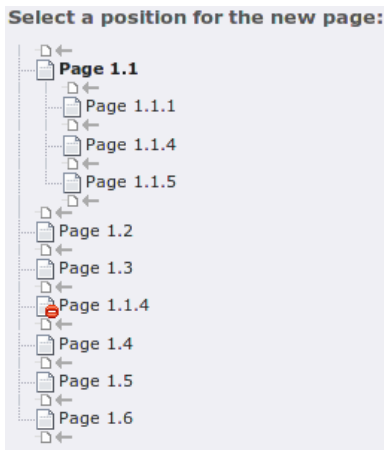 Select a position for the new page:
Page 1.1
Page 1.1.1
Page 1.1.4
Page 1.1.5
Page 1.2
Page 1.3
Page 1.1.4
Page 1.4
Page 1.5
Page 1.6